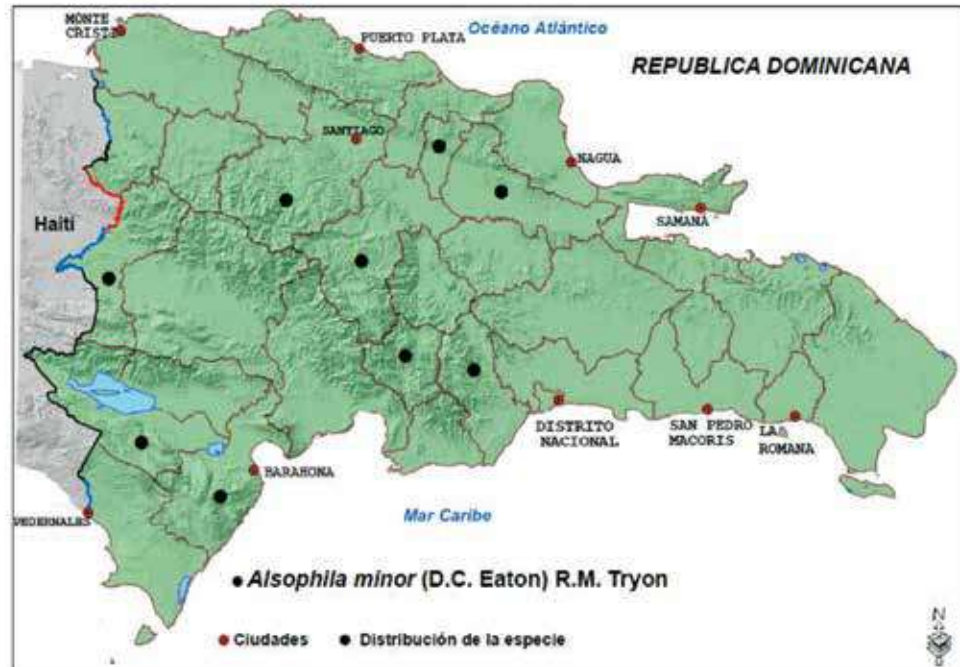 MONTE
CRISTI
PUERTO PLATA
Océano Atlántico
REPUBLICA DOMINICANA
SANTIAGO
NAGUA
SAMANA
Haití
DISTRITO
NACIONAL
SAN PEDRO
MACORIS
LA
ROMANA
BARAHONA
PEDERNALES
Mar Caribe
Alsophila minor (D.C. Eaton) R.M. Tryon
Ciudades
Distribución de la especie
N